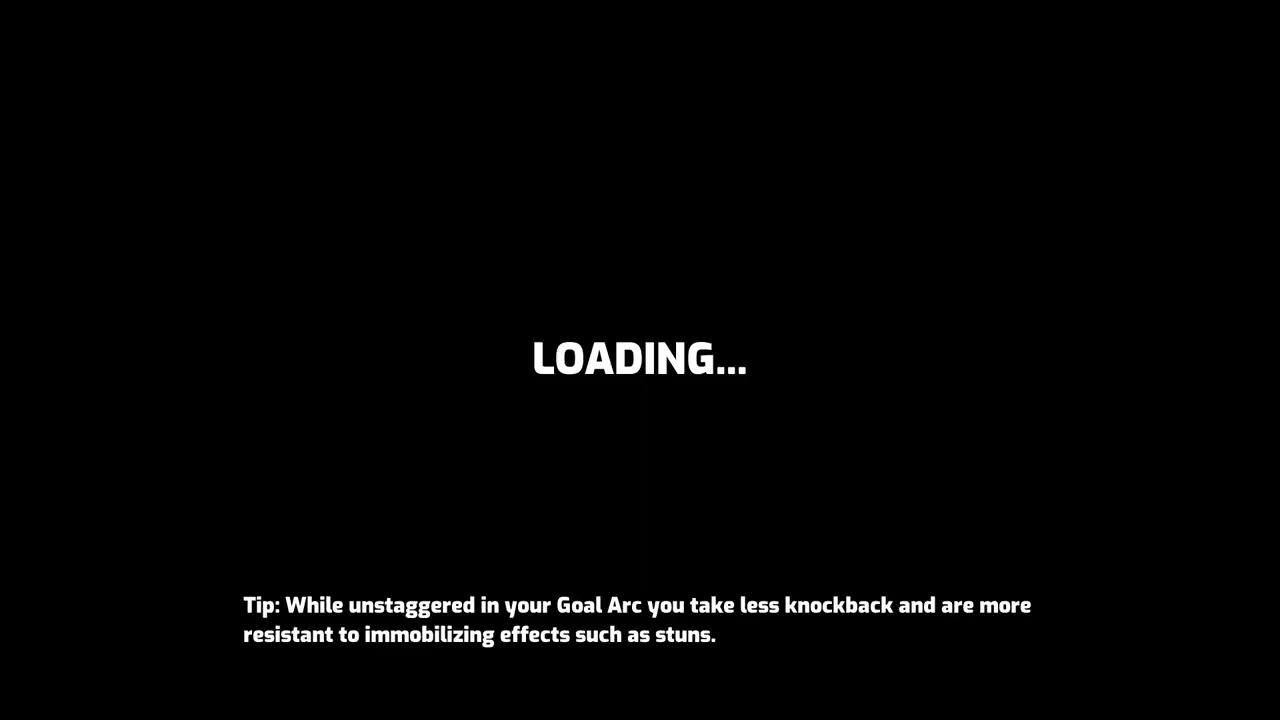 LOADING...
Tip: While unstaggered in your Goal Arc you take less knockback and are more
resistant to immobilizing effects such as stuns.